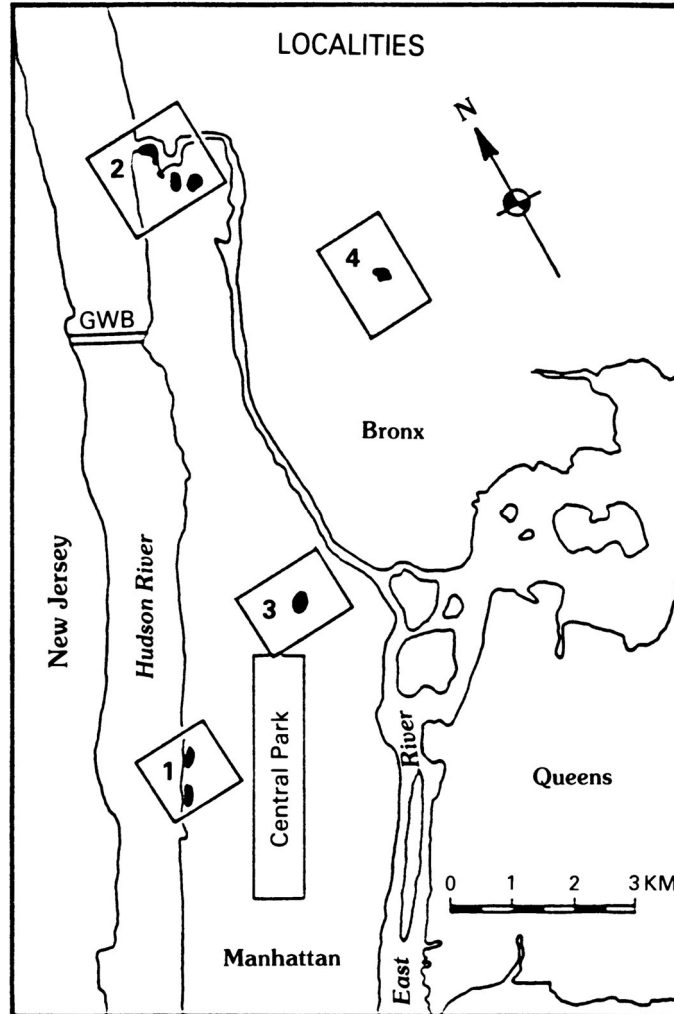 LOCALITIES
N
2
4
GWB
Bronx
New Jersey
Hudson River
3
Central Park
1
East River
Queens
0 1 2 3 KM
Manhattan